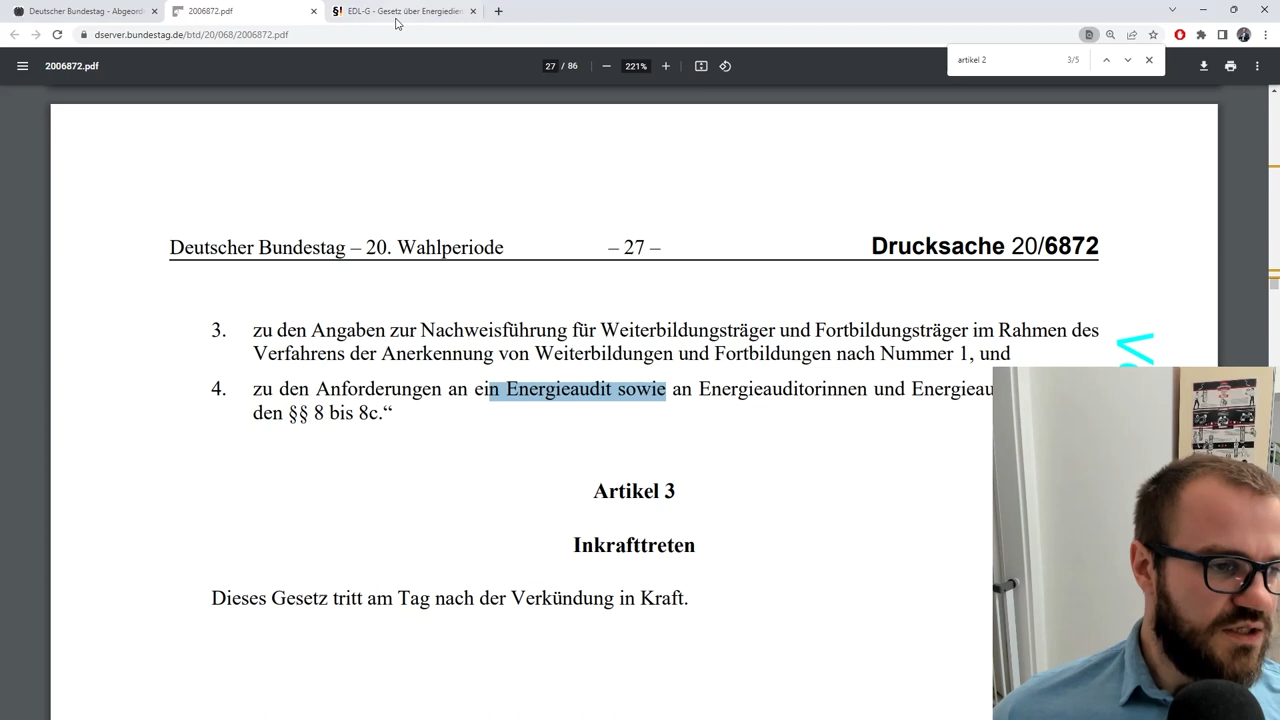 Deutscher Bundestag - Abgeord
2006872.pdf
EDL-G - Gesetz über Energiedien
dserver.bundestag.de/btd/20/068/2006872.pdf
2006872.pdf
27 / 86
221%
artikel 2
3/5
Deutscher Bundestag – 20. Wahlperiode – 27 – Drucksache 20/6872
3. zu den Angaben zur Nachweisführung für Weiterbildungsträger und Fortbildungsträger im Rahmen des
Verfahrens der Anerkennung von Weiterbildungen und Fortbildungen nach Nummer 1, und
4. zu den Anforderungen an ein Energieaudit sowie an Energieauditorinnen und Energieau
den §§ 8 bis 8c.“
Artikel 3
Inkrafttreten
Dieses Gesetz tritt am Tag nach der Verkündung in Kraft.